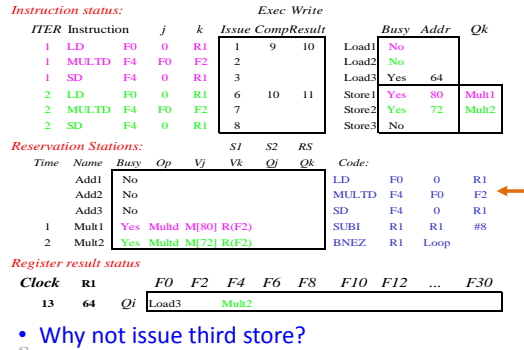 Instruction status: Exec Write
ITER Instruction j k Issue Comp Result Busy Addr Qk
1 LD F0 0 R1 1 9 10 Load1 No
1 MULTD F4 F0 F2 2 Load2 No
1 SD F4 0 R1 3 Load3 Yes 64
2 LD F0 0 R1 6 10 11 Store1 Yes 80 Mult1
2 MULTD F4 F0 F2 7 Store2 Yes 72 Mult2
2 SD F4 0 R1 8 Store3 No
Reservation Stations: S1 S2 RS
Time Name Busy Op Vj Vk Qj Qk Code:
Add1 No LD F0 0 R1
Add2 No MULTD F4 F0 F2
Add3 No SD F4 0 R1
1 Mult1 Yes Multd M[80] R(F2) SUBI R1 R1 #8
2 Mult2 Yes Multd M[72] R(F2) BNEZ R1 Loop
Register result status
Clock R1 F0 F2 F4 F6 F8 F10 F12 ... F30
13 64 Qi Load3 Mult2
• Why not issue third store?